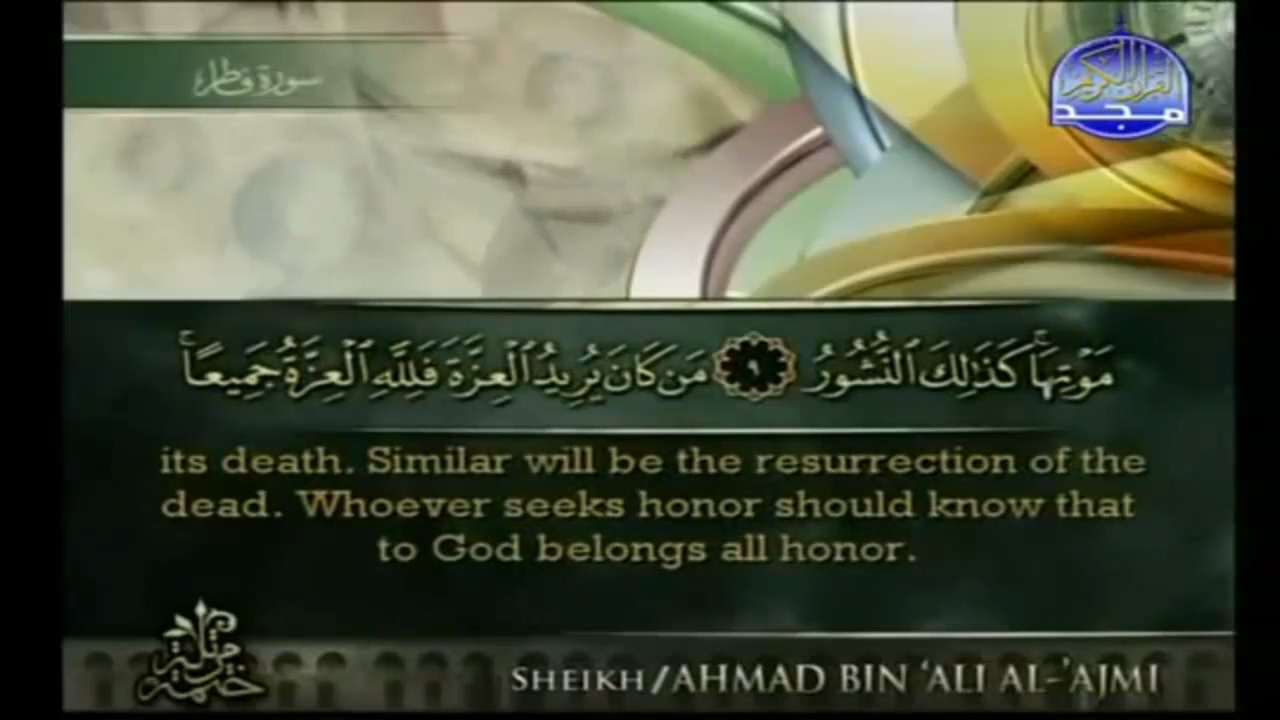 سورة فاطر
القرآن الكريم
مجد
مَوْتِهَاۚ كَذَٰلِكَ ٱلنُّشُورُ ٩ مَن كَانَ يُرِيدُ ٱلْعِزَّةَ فَلِلَّهِ ٱلْعِزَّةُ جَمِيعًاۚ
its death. Similar will be the resurrection of the
dead. Whoever seeks honor should know that
to God belongs all honor.
ختمة مرتلة
SHEIKH/AHMAD BIN ‘ALI AL-’AJMI